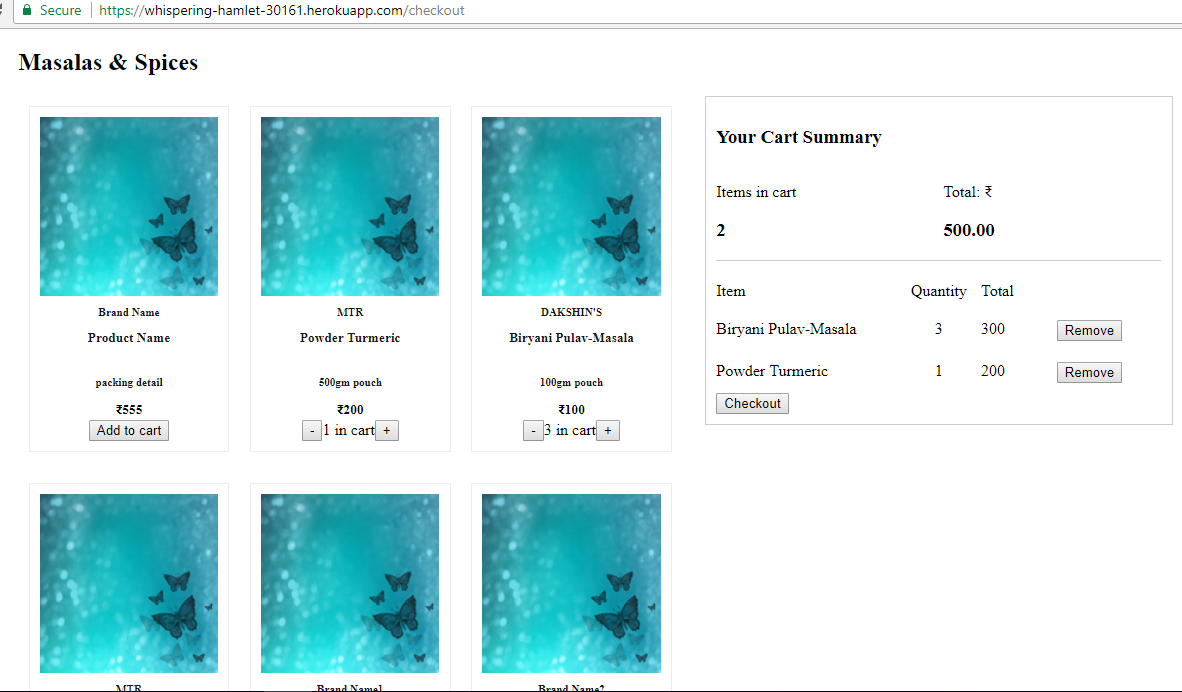 Secure https://whispering-hamlet-30161.herokuapp.com/checkout
Masalas & Spices
Brand Name
Product Name
packing detail
₹555
Add to cart
MTR
Powder Turmeric
500gm pouch
₹200
- 1 in cart +
DAKSHIN'S
Biryani Pulav-Masala
100gm pouch
₹100
- 3 in cart +
Your Cart Summary
Items in cart Total: ₹
2 500.00
Item Quantity Total
Biryani Pulav-Masala 3 300 Remove
Powder Turmeric 1 200 Remove
Checkout
MTR
Brand Name1
Brand Name2